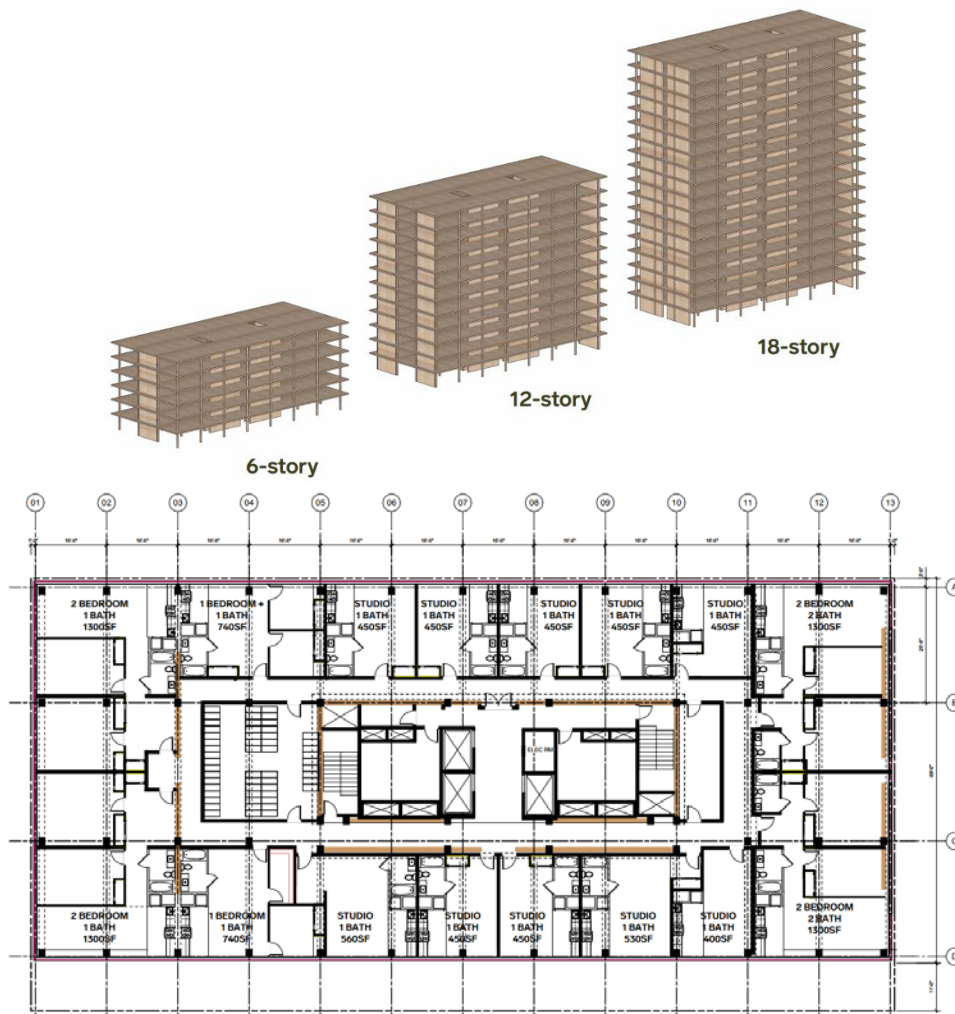 18-story
12-story
6-story
01 02 03 04 05 06 07 08 09 10 11 12 13
A
B
C
D
2 BEDROOM
1 BATH
1300SF
1 BEDROOM +
1 BATH
740SF
STUDIO
1 BATH
450SF
STUDIO
1 BATH
450SF
STUDIO
1 BATH
450SF
STUDIO
1 BATH
450SF
STUDIO
1 BATH
450SF
2 BEDROOM
2 BATH
1300SF
ELEC RM
2 BEDROOM
1 BATH
1300SF
1 BEDROOM
1 BATH
740SF
STUDIO
1 BATH
560SF
STUDIO
1 BATH
450SF
STUDIO
1 BATH
450SF
STUDIO
1 BATH
530SF
STUDIO
1 BATH
400SF
2 BEDROOM
2 BATH
1300SF